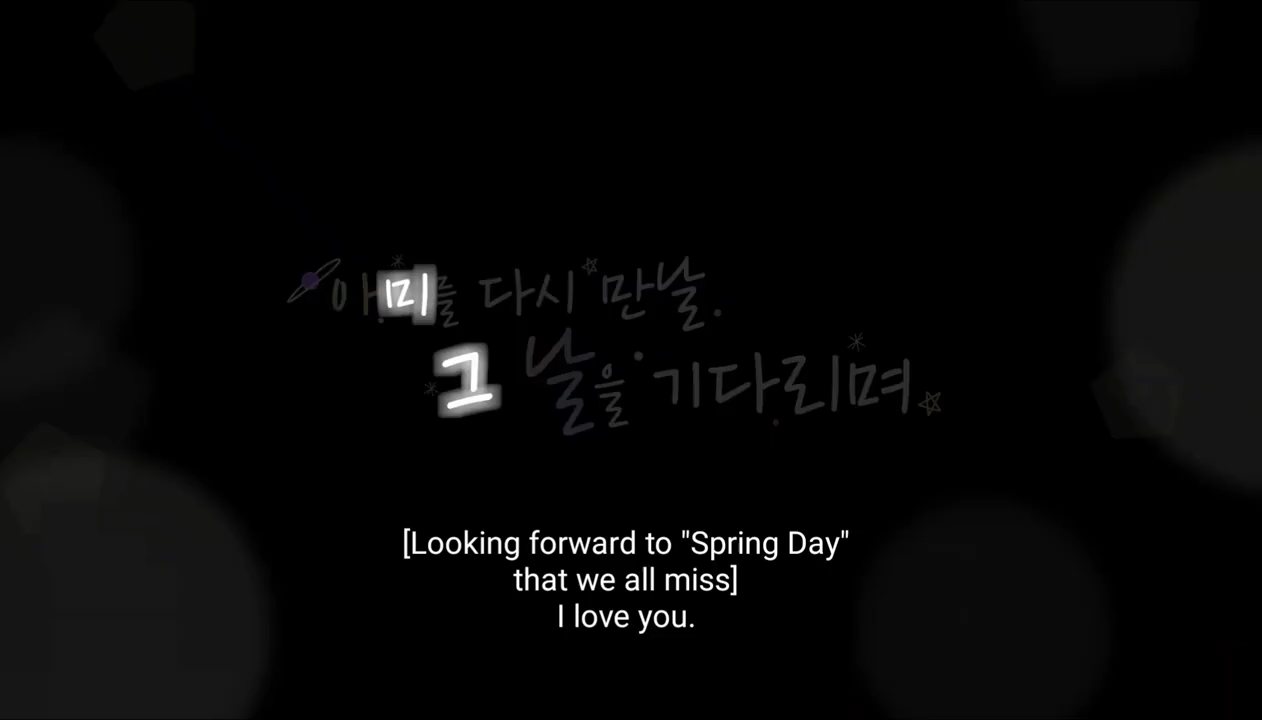 아미를 다시 만날.
그 날을 기다리며
[Looking forward to "Spring Day"
that we all miss]
I love you.